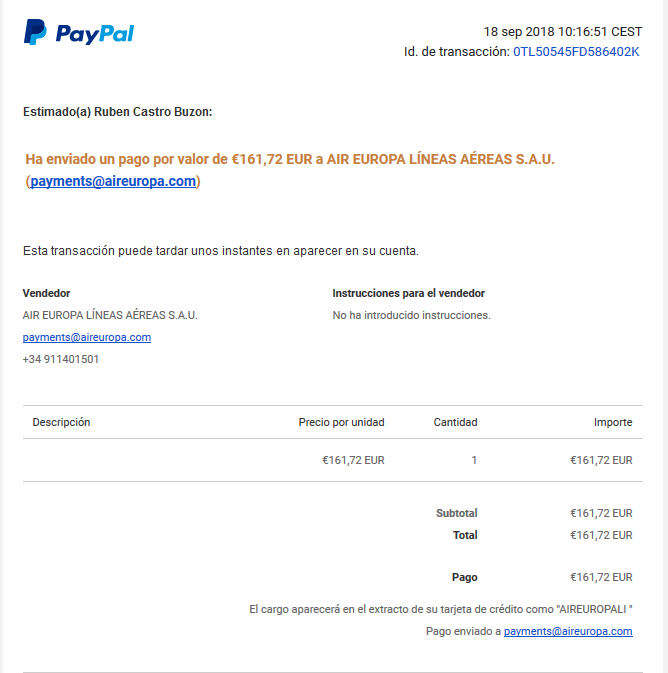 PayPal
18 sep 2018 10:16:51 CEST
Id. de transacción: 0TL50545FD586402K
Estimado(a) Ruben Castro Buzon:
Ha enviado un pago por valor de €161,72 EUR a AIR EUROPA LÍNEAS AÉREAS S.A.U.
(payments@aireuropa.com)
Esta transacción puede tardar unos instantes en aparecer en su cuenta.
Vendedor
AIR EUROPA LÍNEAS AÉREAS S.A.U.
payments@aireuropa.com
+34 911401501
Instrucciones para el vendedor
No ha introducido instrucciones.
Descripción Precio por unidad Cantidad Importe
€161,72 EUR 1 €161,72 EUR
Subtotal €161,72 EUR
Total €161,72 EUR
Pago €161,72 EUR
El cargo aparecerá en el extracto de su tarjeta de crédito como "AIREUROPALI "
Pago enviado a payments@aireuropa.com